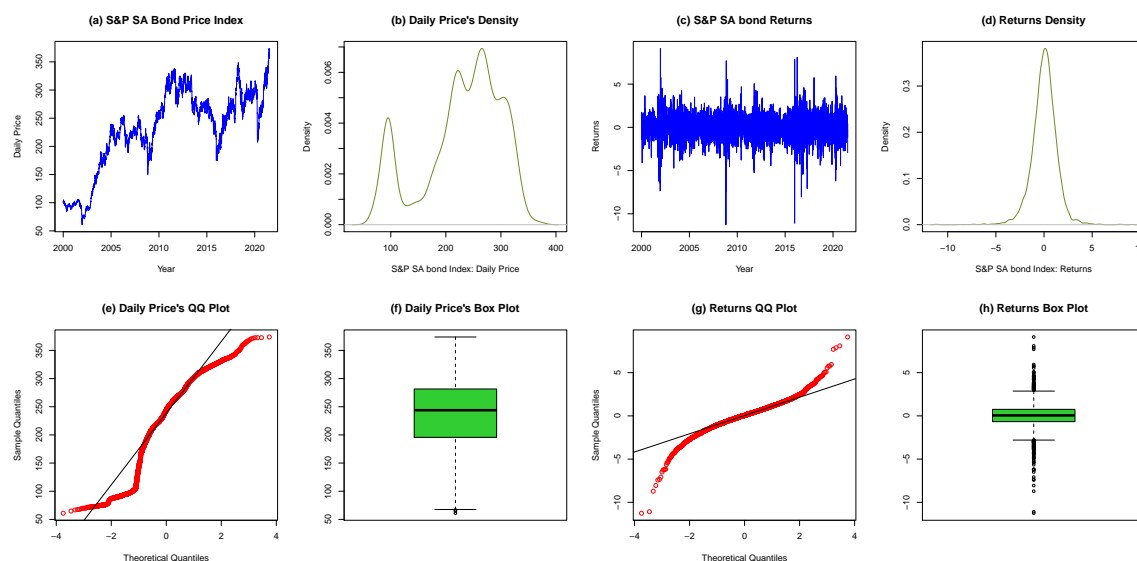 (a) S&P SA Bond Price Index
Daily Price
50 100 150 200 250 300 350
2000 2005 2010 2015 2020
Year
(b) Daily Price's Density
Density
0.000 0.002 0.004 0.006
100 200 300 400
S&P SA bond Index: Daily Price
(c) S&P SA bond Returns
Returns
−10 −5 0 5
2000 2005 2010 2015 2020
Year
(d) Returns Density
Density
0.0 0.1 0.2 0.3
−10 −5 0 5 1
S&P SA bond Index: Returns
(e) Daily Price's QQ Plot
Sample Quantiles
50 100 150 200 250 300 350
−4 −2 0 2 4
Theoretical Quantiles
(f) Daily Price's Box Plot
50 100 150 200 250 300 350
(g) Returns QQ Plot
Sample Quantiles
−10 −5 0 5
−4 −2 0 2 4
Theoretical Quantiles
(h) Returns Box Plot
−10 −5 0 5